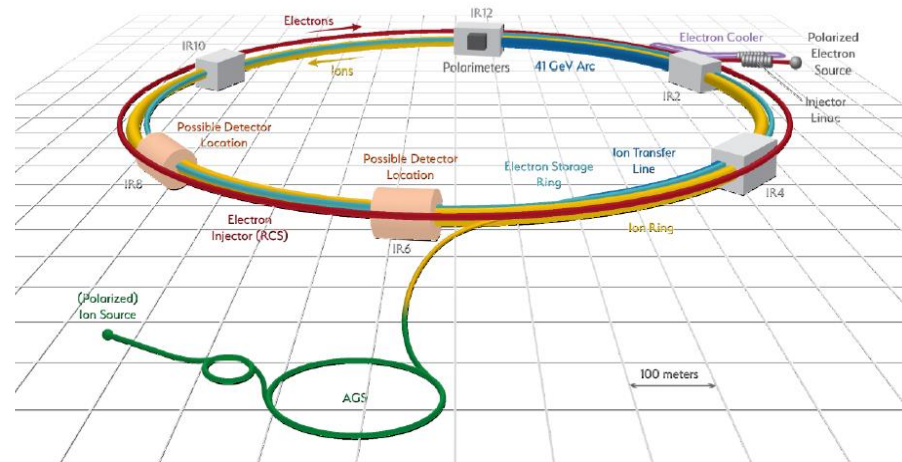 IR12
Electrons
IR10
Electron Cooler
Polarized
Electron
Source
Polarimeters
41 GeV Arc
Ions
IR2
Injector
Linac
Possible Detector
Location
Possible Detector
Location
Electron Storage
Ring
Ion Transfer
Line
IR8
IR4
Electron
Injector (RCS)
Ion Ring
IR6
(Polarized)
Ion Source
100 meters
AGS